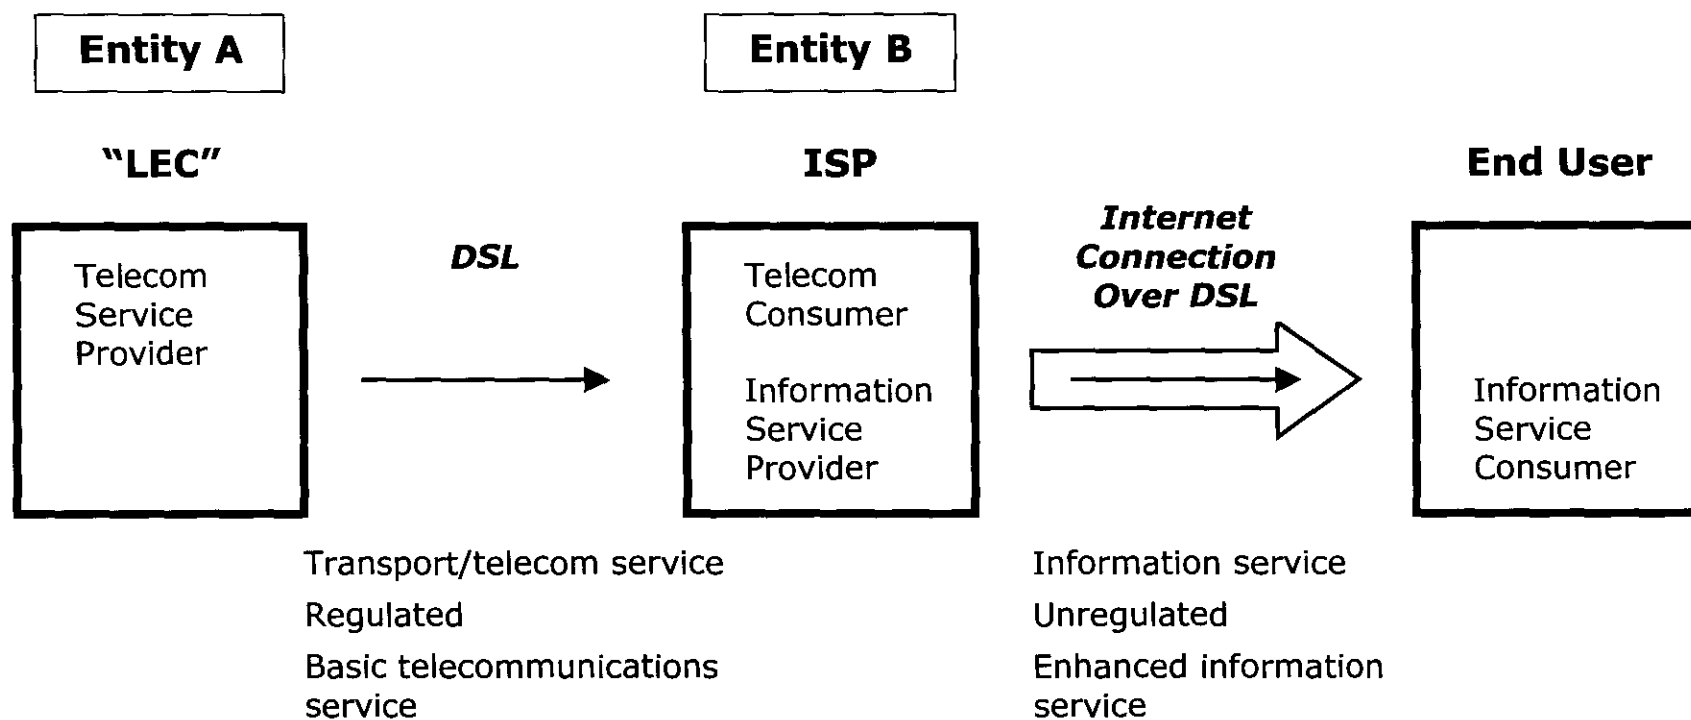 Entity A
Entity B
“LEC”
ISP
End User
Telecom
Service
Provider
DSL
Telecom
Consumer
Information
Service
Provider
Internet
Connection
Over DSL
Information
Service
Consumer
Transport/telecom service
Regulated
Basic telecommunications
service
Information service
Unregulated
Enhanced information
service